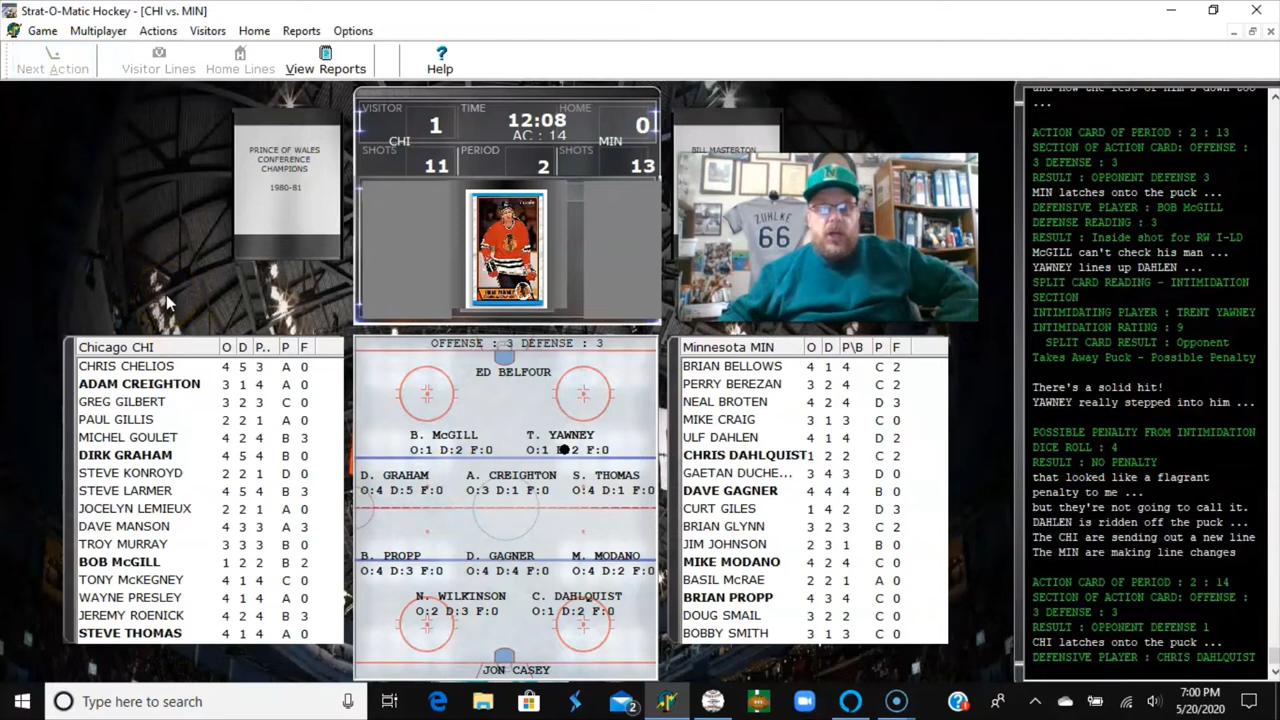 Strat-O-Matic Hockey - [CHI vs. MIN]
Game Multiplayer Actions Visitors Home Reports Options
Next Action Visitor Lines Home Lines View Reports Help
PRINCE OF WALES
CONFERENCE
CHAMPIONS
1980-81
VISITOR TIME HOME
CHI 1 12:08 MIN 0
AC : 14
SHOTS PERIOD SHOTS
11 2 13
BILL MASTERTON
ZUHLKE
66
N
OFFENSE : 3 DEFENSE : 3
ED BELFOUR
B. McGILL T. YAWNEY
O:1 D:2 F:0 O:1 2 F:0
D. GRAHAM A. CREIGHTON S. THOMAS
O:4 D:5 F:0 O:3 D:1 F:0 O:4 D:1 F:0
B. PROPP D. GAGNER M. MODANO
O:4 D:3 F:0 O:4 D:4 F:0 O:4 D:2 F:0
N. WILKINSON C. DAHLQUIST
O:2 D:3 F:0 O:1 D:2 F:0
JON CASEY
Chicago CHI O D P.. P F
CHRIS CHELIOS 4 5 3 A 0
ADAM CREIGHTON 3 1 4 A 0
GREG GILBERT 3 2 3 C 0
PAUL GILLIS 2 2 1 A 0
MICHEL GOULET 4 2 4 B 3
DIRK GRAHAM 4 5 4 B 0
STEVE KONROYD 2 2 1 D 0
STEVE LARMER 4 5 4 B 3
JOCELYN LEMIEUX 2 2 1 A 0
DAVE MANSON 4 3 3 A 3
TROY MURRAY 3 3 3 B 0
BOB McGILL 1 2 2 B 2
TONY McKEGNEY 4 1 4 C 0
WAYNE PRESLEY 4 1 4 A 0
JEREMY ROENICK 4 2 4 B 3
STEVE THOMAS 4 1 4 A 0
Minnesota MIN O D P\B P F
BRIAN BELLOWS 4 1 4 C 2
PERRY BEREZAN 3 2 4 C 2
NEAL BROTEN 4 2 4 D 3
MIKE CRAIG 3 1 3 C 0
ULF DAHLEN 4 1 4 D 2
CHRIS DAHLQUIST 1 2 2 C 2
GAETAN DUCHE... 3 4 3 D 0
DAVE GAGNER 4 4 4 B 0
CURT GILES 1 4 2 D 3
BRIAN GLYNN 3 2 3 C 2
JIM JOHNSON 2 3 1 B 0
MIKE MODANO 4 2 4 C 0
BASIL McRAE 2 2 1 A 0
BRIAN PROPP 4 3 4 C 0
DOUG SMAIL 3 2 2 C 0
BOBBY SMITH 3 1 3 C 0
and now the rest of him's down too
...
ACTION CARD OF PERIOD : 2 : 13
SECTION OF ACTION CARD: OFFENSE :
3 DEFENSE : 3
RESULT : OPPONENT DEFENSE 3
MIN latches onto the puck ...
DEFENSIVE PLAYER : BOB McGILL
DEFENSE READING : 3
RESULT : Inside shot for RW I-LD
McGILL can't check his man ...
YAWNEY lines up DAHLEN ...
SPLIT CARD READING - INTIMIDATION
SECTION
INTIMIDATING PLAYER : TRENT YAWNEY
INTIMIDATION RATING : 9
SPLIT CARD RESULT : Opponent
Takes Away Puck - Possible Penalty
There's a solid hit!
YAWNEY really stepped into him ...
POSSIBLE PENALTY FROM INTIMIDATION
DICE ROLL : 4
RESULT : NO PENALTY
that looked like a flagrant
penalty to me ...
but they're not going to call it.
DAHLEN is ridden off the puck ...
The CHI are sending out a new line
The MIN are making line changes
ACTION CARD OF PERIOD : 2 : 14
SECTION OF ACTION CARD: OFFENSE :
3 DEFENSE : 3
RESULT : OPPONENT DEFENSE 1
CHI latches onto the puck ...
DEFENSIVE PLAYER : CHRIS DAHLQUIST
Type here to search
2
7:00 PM
5/20/2020